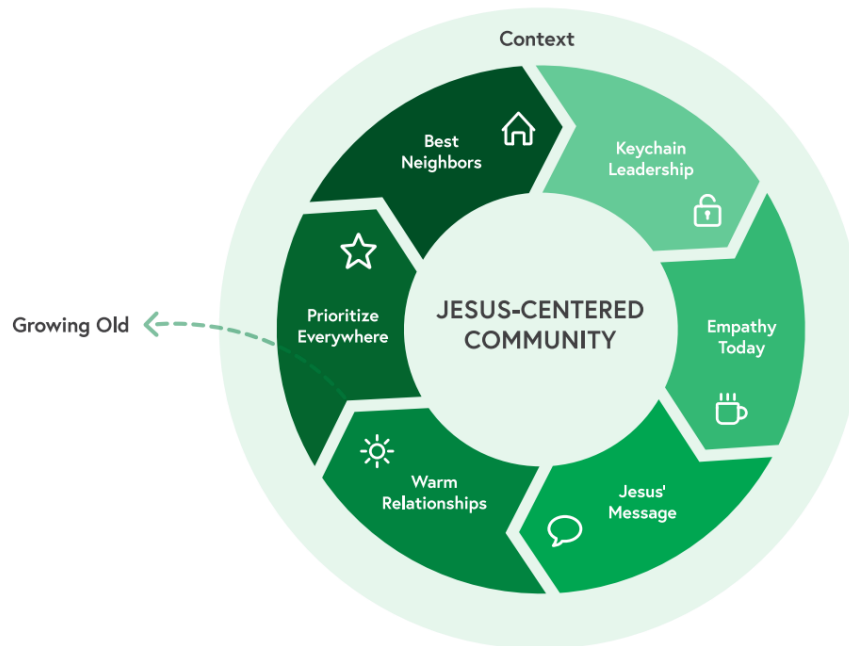 Context
Keychain
Leadership
Empathy
Today
Jesus'
Message
Warm
Relationships
Prioritize
Everywhere
Best
Neighbors
JESUS-CENTERED
COMMUNITY
Growing Old